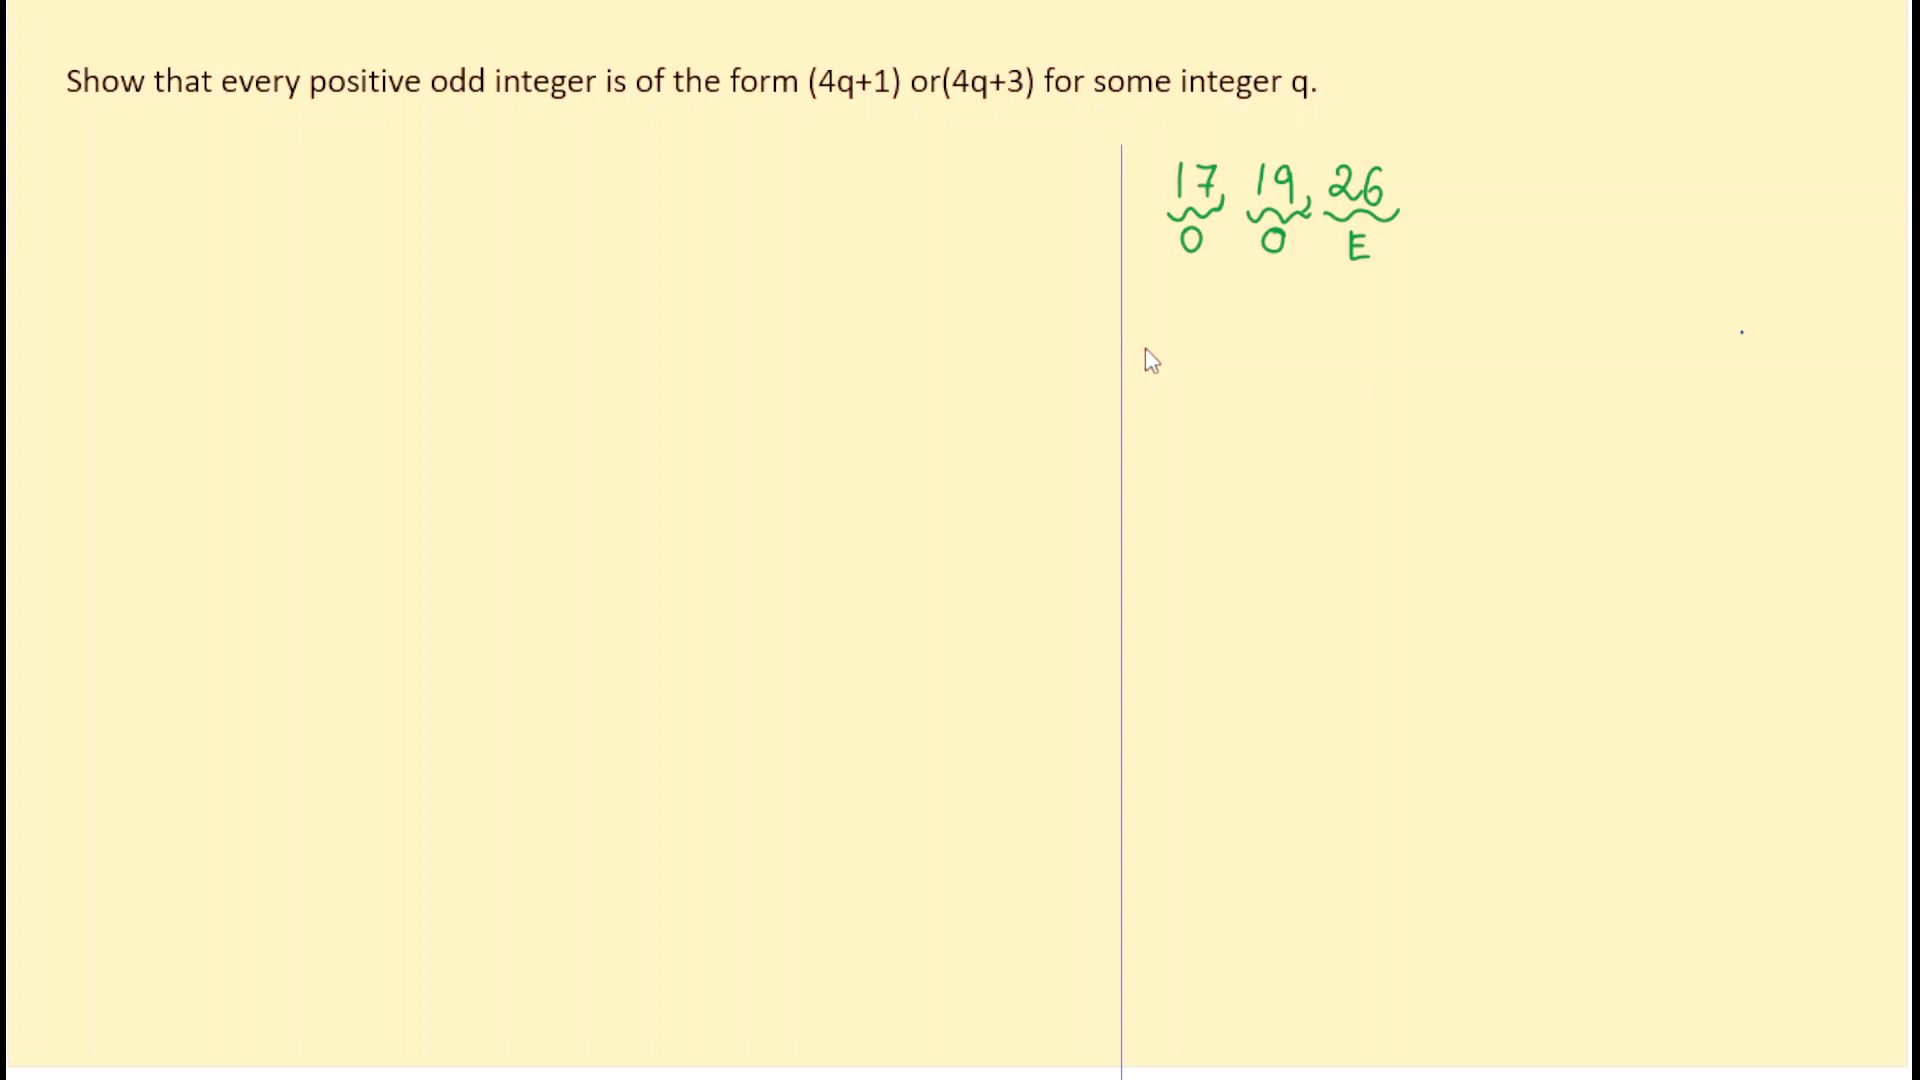 Show that every positive odd integer is of the form (4q+1) or(4q+3) for some integer q.
17, 19, 26
O O E